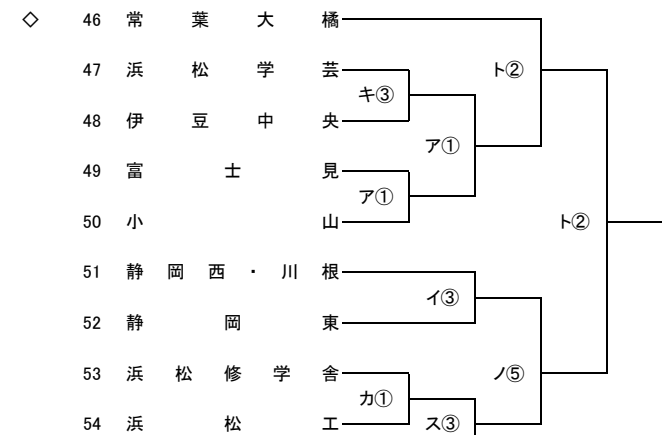 ◇ 46 常葉大橘
ト②
47 浜松学芸
キ③
48 伊豆中央
ア①
49 富士見
ア①
50 小山
ト②
51 静岡西・川根
イ③
52 静岡東
53 浜松修学舎
ノ⑤
カ①
54 浜松工
ス③